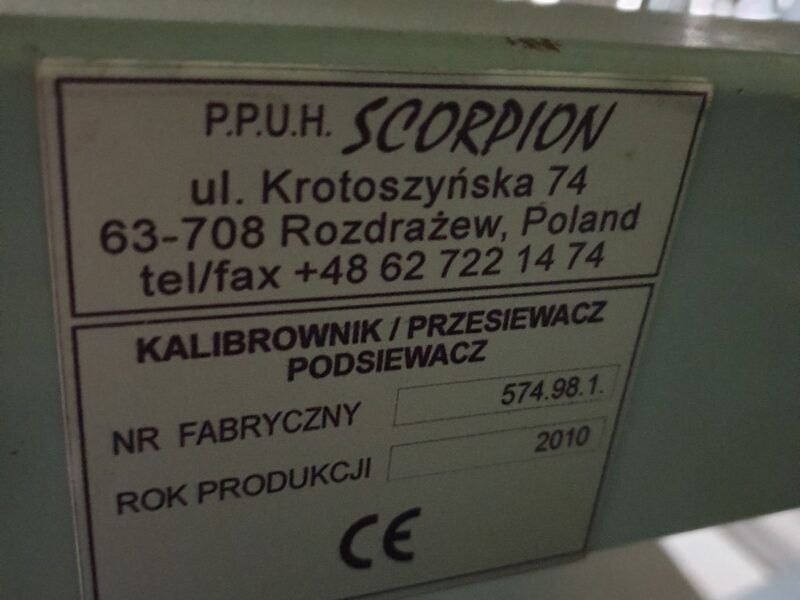 P.P.U.H. SCORPION
ul. Krotoszyńska 74
63-708 Rozdrażew, Poland
tel/fax +48 62 722 14 74
KALIBROWNIK / PRZESIEWACZ
PODSIEWACZ
NR FABRYCZNY 574.98.1.
ROK PRODUKCJI 2010
CE